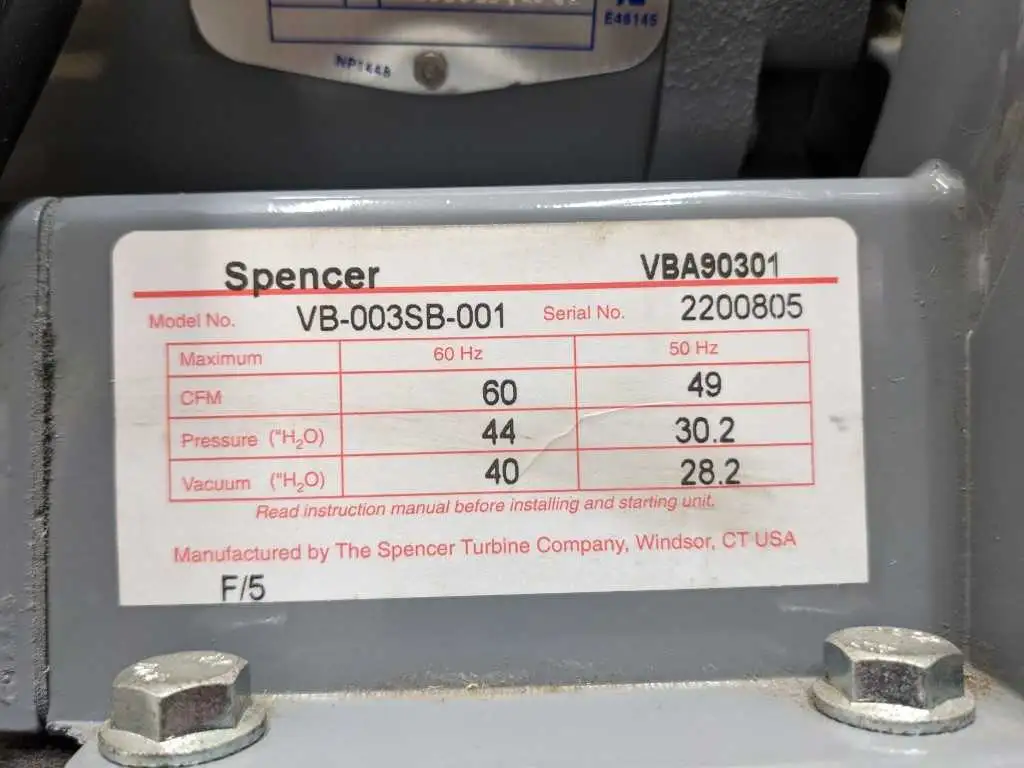 E46145
NP1448
Spencer VBA90301
Model No. VB-003SB-001 Serial No. 2200805
Maximum 60 Hz 50 Hz
CFM 60 49
Pressure ("H₂O) 44 30.2
Vacuum ("H₂O) 40 28.2
Read instruction manual before installing and starting unit.
Manufactured by The Spencer Turbine Company, Windsor, CT USA
F/5